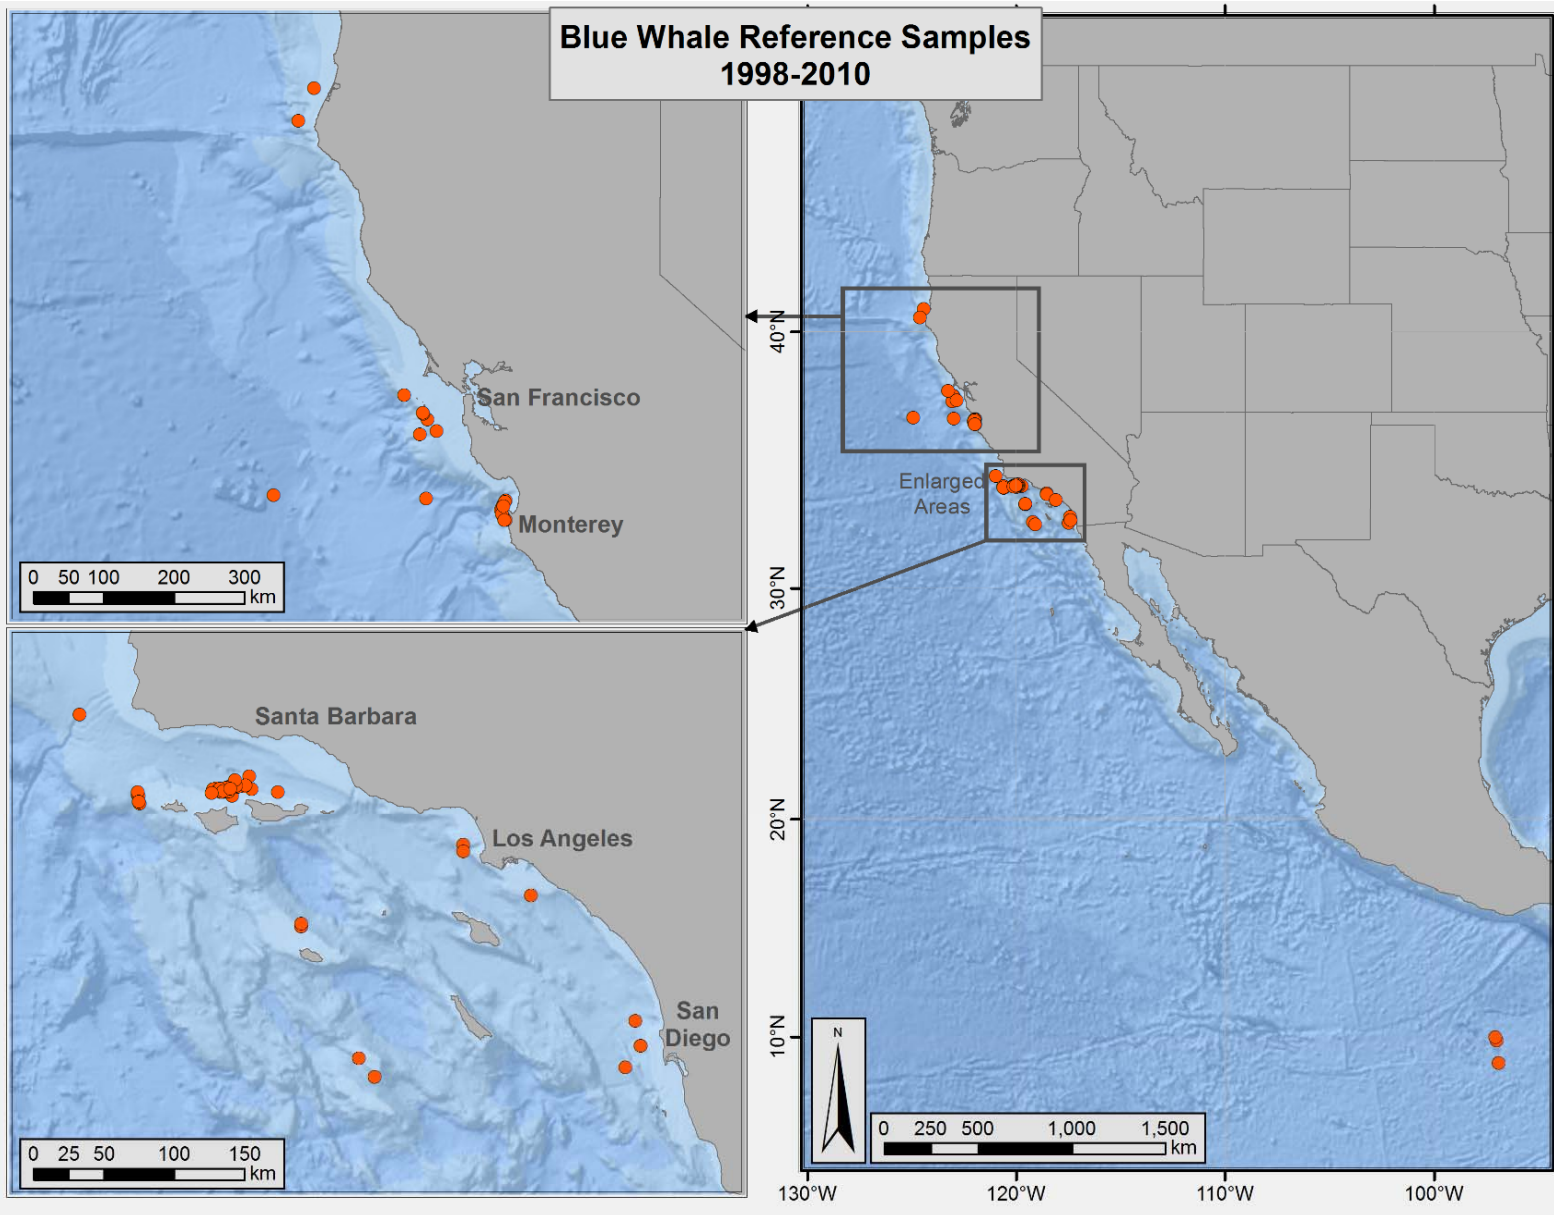 Blue Whale Reference Samples
1998-2010
San Francisco
Monterey
0 50 100 200 300
km
Santa Barbara
Los Angeles
San
Diego
0 25 50 100 150
km
40°N
30°N
20°N
10°N
Enlarged
Areas
N
0 250 500 1,000 1,500
km
130°W 120°W 110°W 100°W